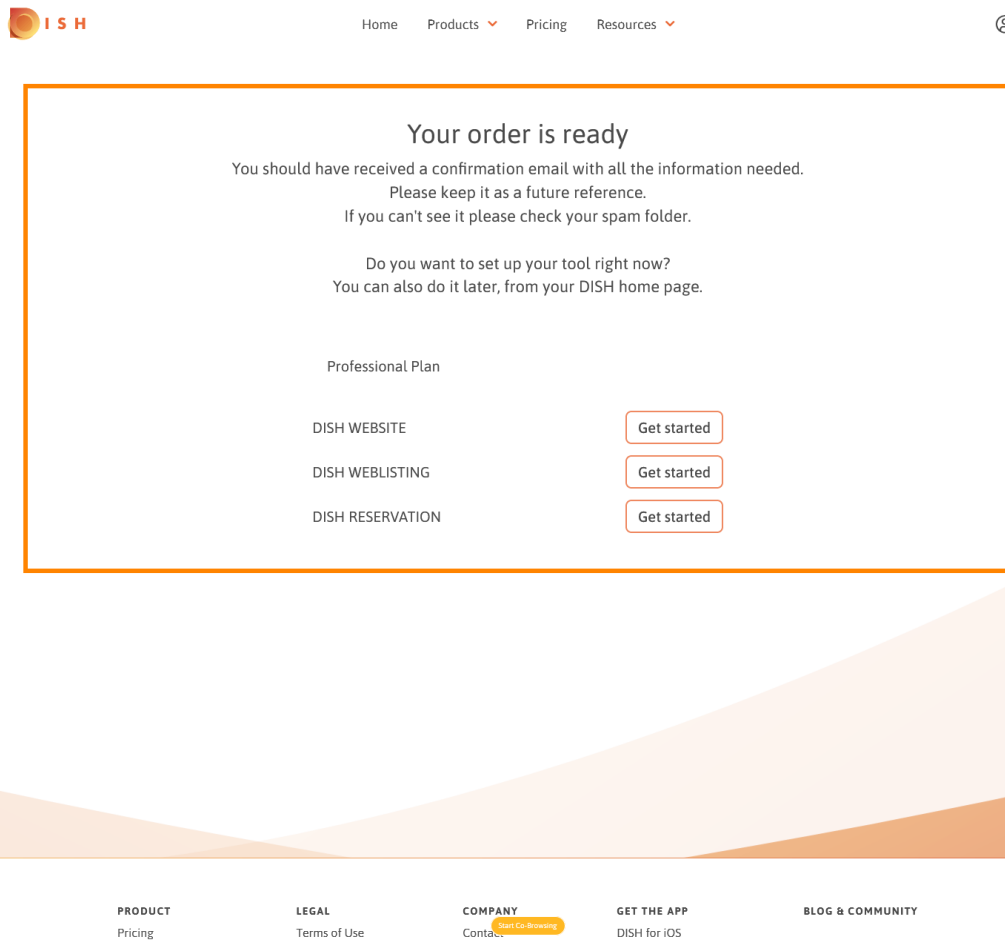 DISH
Home Products Pricing Resources
Your order is ready
You should have received a confirmation email with all the information needed.
Please keep it as a future reference.
If you can't see it please check your spam folder.
Do you want to set up your tool right now?
You can also do it later, from your DISH home page.
Professional Plan
DISH WEBSITE Get started
DISH WEBLISTING Get started
DISH RESERVATION Get started
PRODUCT LEGAL COMPANY GET THE APP BLOG & COMMUNITY
Start Co-Browsing
Pricing Terms of Use Contact DISH for iOS